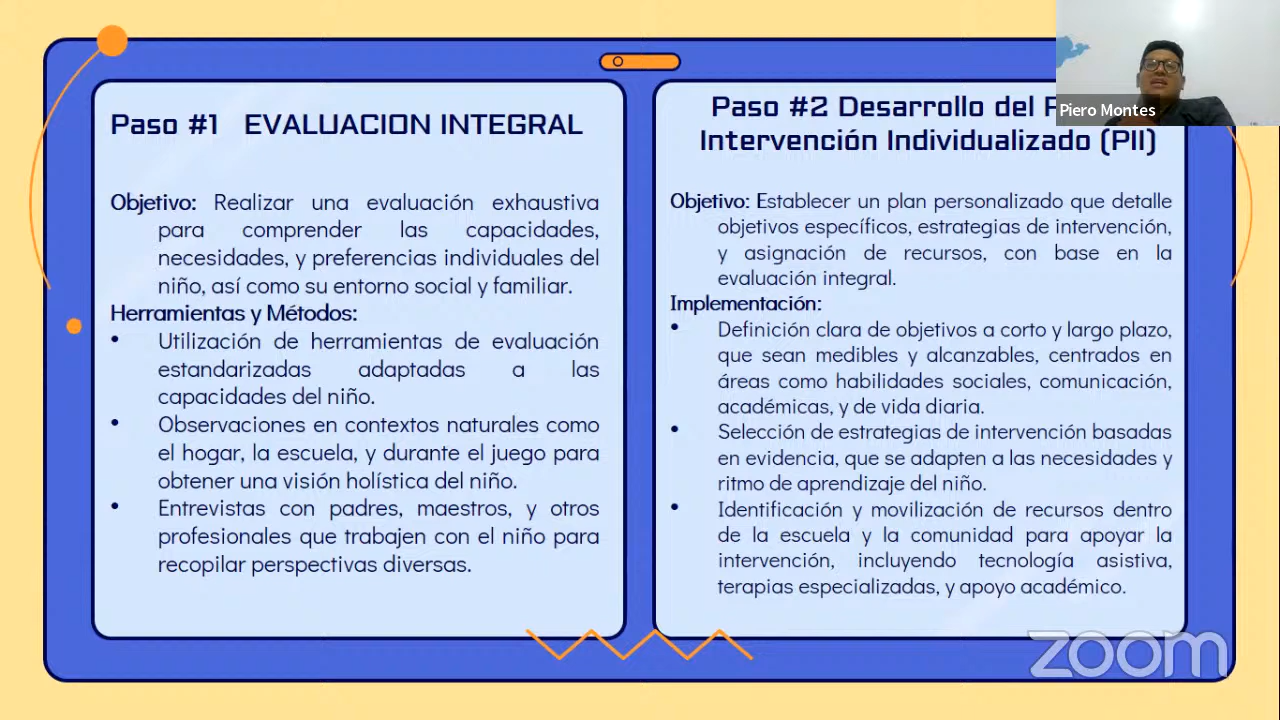 Paso #1 EVALUACION INTEGRAL
Objetivo: Realizar una evaluación exhaustiva
para comprender las capacidades,
necesidades, y preferencias individuales del
niño, así como su entorno social y familiar.
Herramientas y Métodos:
• Utilización de herramientas de evaluación
estandarizadas adaptadas a las
capacidades del niño.
• Observaciones en contextos naturales como
el hogar, la escuela, y durante el juego para
obtener una visión holística del niño.
• Entrevistas con padres, maestros, y otros
profesionales que trabajen con el niño para
recopilar perspectivas diversas.
Paso #2 Desarrollo del
Intervención Individualizado (PII)
Objetivo: Establecer un plan personalizado que detalle
objetivos específicos, estrategias de intervención,
y asignación de recursos, con base en la
evaluación integral.
Implementación:
• Definición clara de objetivos a corto y largo plazo,
que sean medibles y alcanzables, centrados en
áreas como habilidades sociales, comunicación,
académicas, y de vida diaria.
• Selección de estrategias de intervención basadas
en evidencia, que se adapten a las necesidades y
ritmo de aprendizaje del niño.
• Identificación y movilización de recursos dentro
de la escuela y la comunidad para apoyar la
intervención, incluyendo tecnología asistiva,
terapias especializadas, y apoyo académico.
Piero Montes
zoom